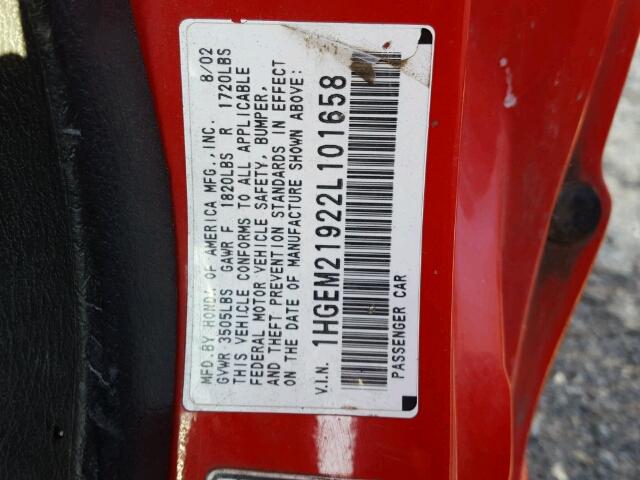 MFD.BY HONDA OF AMERICA MFG.,INC. 8/02
GVWR 3505LBS GAWR F 1820LBS R 1720LBS
THIS VEHICLE CONFORMS TO ALL APPLICABLE
FEDERAL MOTOR VEHICLE SAFETY, BUMPER,
AND THEFT PREVENTION STANDARDS IN EFFECT
ON THE DATE OF MANUFACTURE SHOWN ABOVE:
V.I.N. 1HGEM21922L101658
PASSENGER CAR